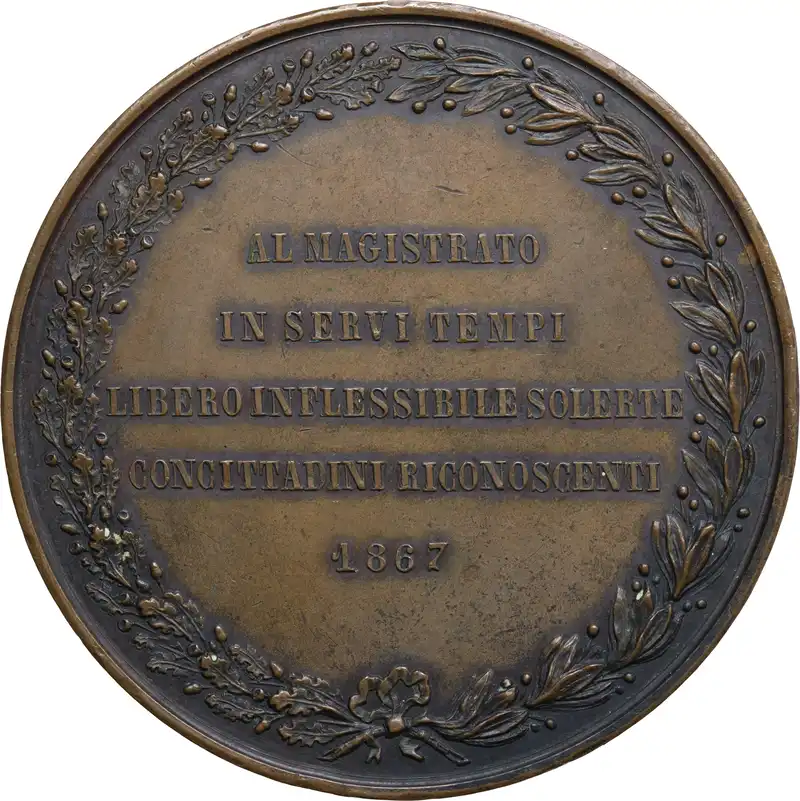 AL MAGISTRATO
IN SERVI TEMPI
LIBERO INFLESSIBILE SOLERTE
CONCITTADINI RICONOSCENTI
1867